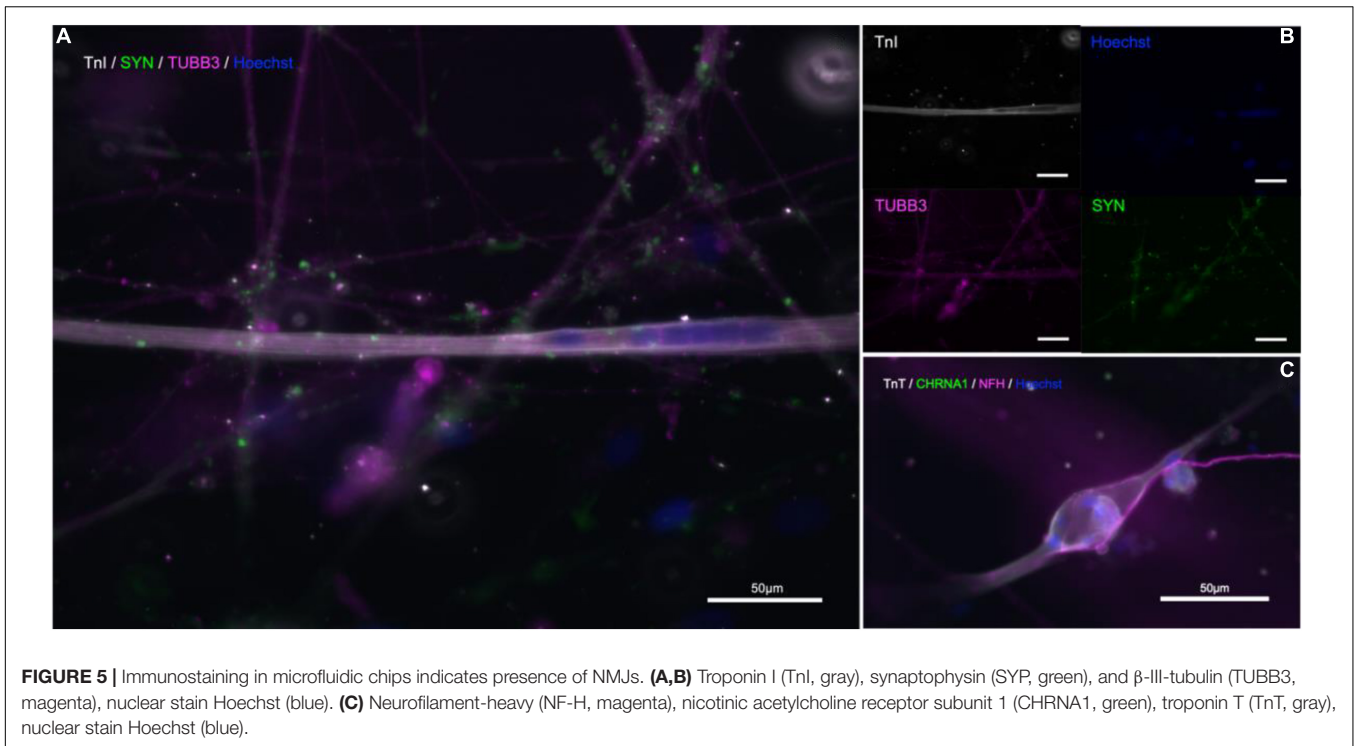 A
TnI / SYN / TUBB3 / Hoechst
50µm
B
TnI
Hoechst
TUBB3
SYN
C
TnT / CHRNA1 / NFH / Hoechst
50µm
FIGURE 5 | Immunostaining in microfluidic chips indicates presence of NMJs. (A,B) Troponin I (TnI, gray), synaptophysin (SYP, green), and β-III-tubulin (TUBB3,
magenta), nuclear stain Hoechst (blue). (C) Neurofilament-heavy (NF-H, magenta), nicotinic acetylcholine receptor subunit 1 (CHRNA1, green), troponin T (TnT, gray),
nuclear stain Hoechst (blue).